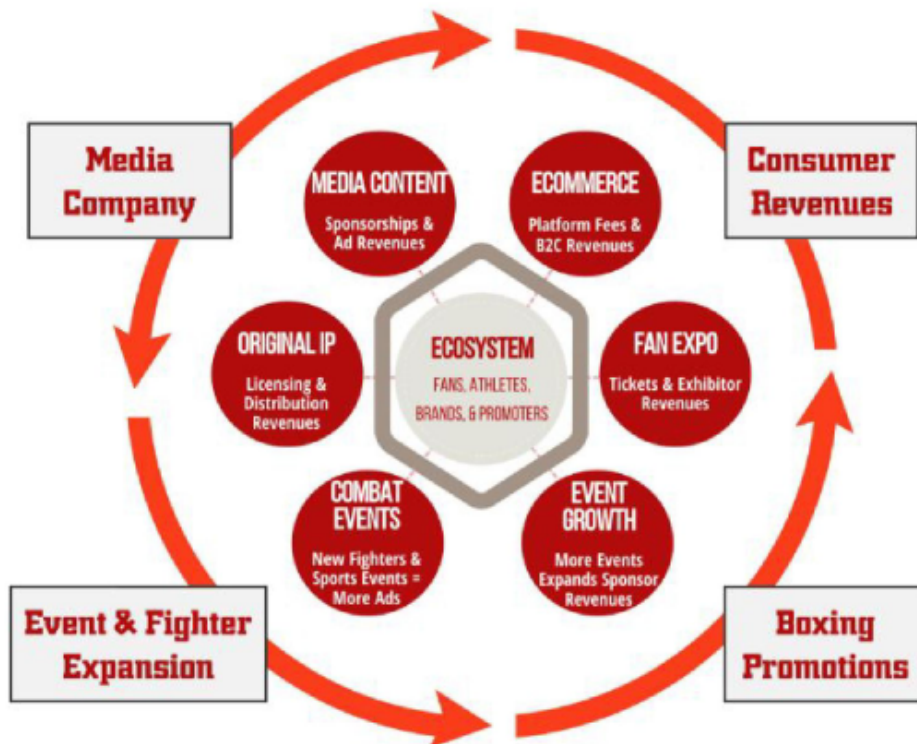 Media
Company
Consumer
Revenues
MEDIA CONTENT
Sponsorships &
Ad Revenues
ECOMMERCE
Platform Fees &
B2C Revenues
ORIGINAL IP
Licensing &
Distribution
Revenues
ECOSYSTEM
FANS, ATHLETES,
BRANDS, & PROMOTERS
FAN EXPO
Tickets & Exhibitor
Revenues
COMBAT
EVENTS
New Fighters &
Sports Events =
More Ads
EVENT
GROWTH
More Events
Expands Sponsor
Revenues
Event & Fighter
Expansion
Boxing
Promotions